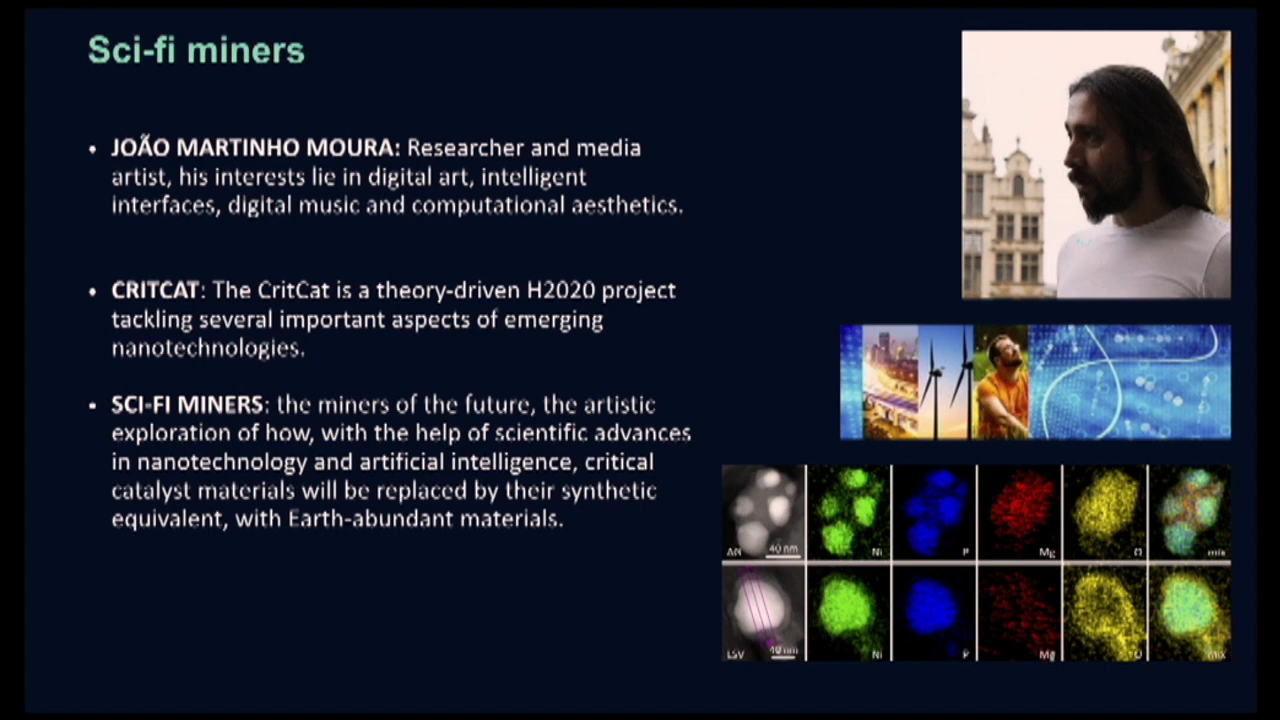 Sci-fi miners
• JOÃO MARTINHO MOURA: Researcher and media
artist, his interests lie in digital art, intelligent
interfaces, digital music and computational aesthetics.
• CRITCAT: The CritCat is a theory-driven H2020 project
tackling several important aspects of emerging
nanotechnologies.
• SCI-FI MINERS: the miners of the future, the artistic
exploration of how, with the help of scientific advances
in nanotechnology and artificial intelligence, critical
catalyst materials will be replaced by their synthetic
equivalent, with Earth-abundant materials.
AN 40 nm Ni P Mg O mix
LSV 40 nm Ni P Mg O mix